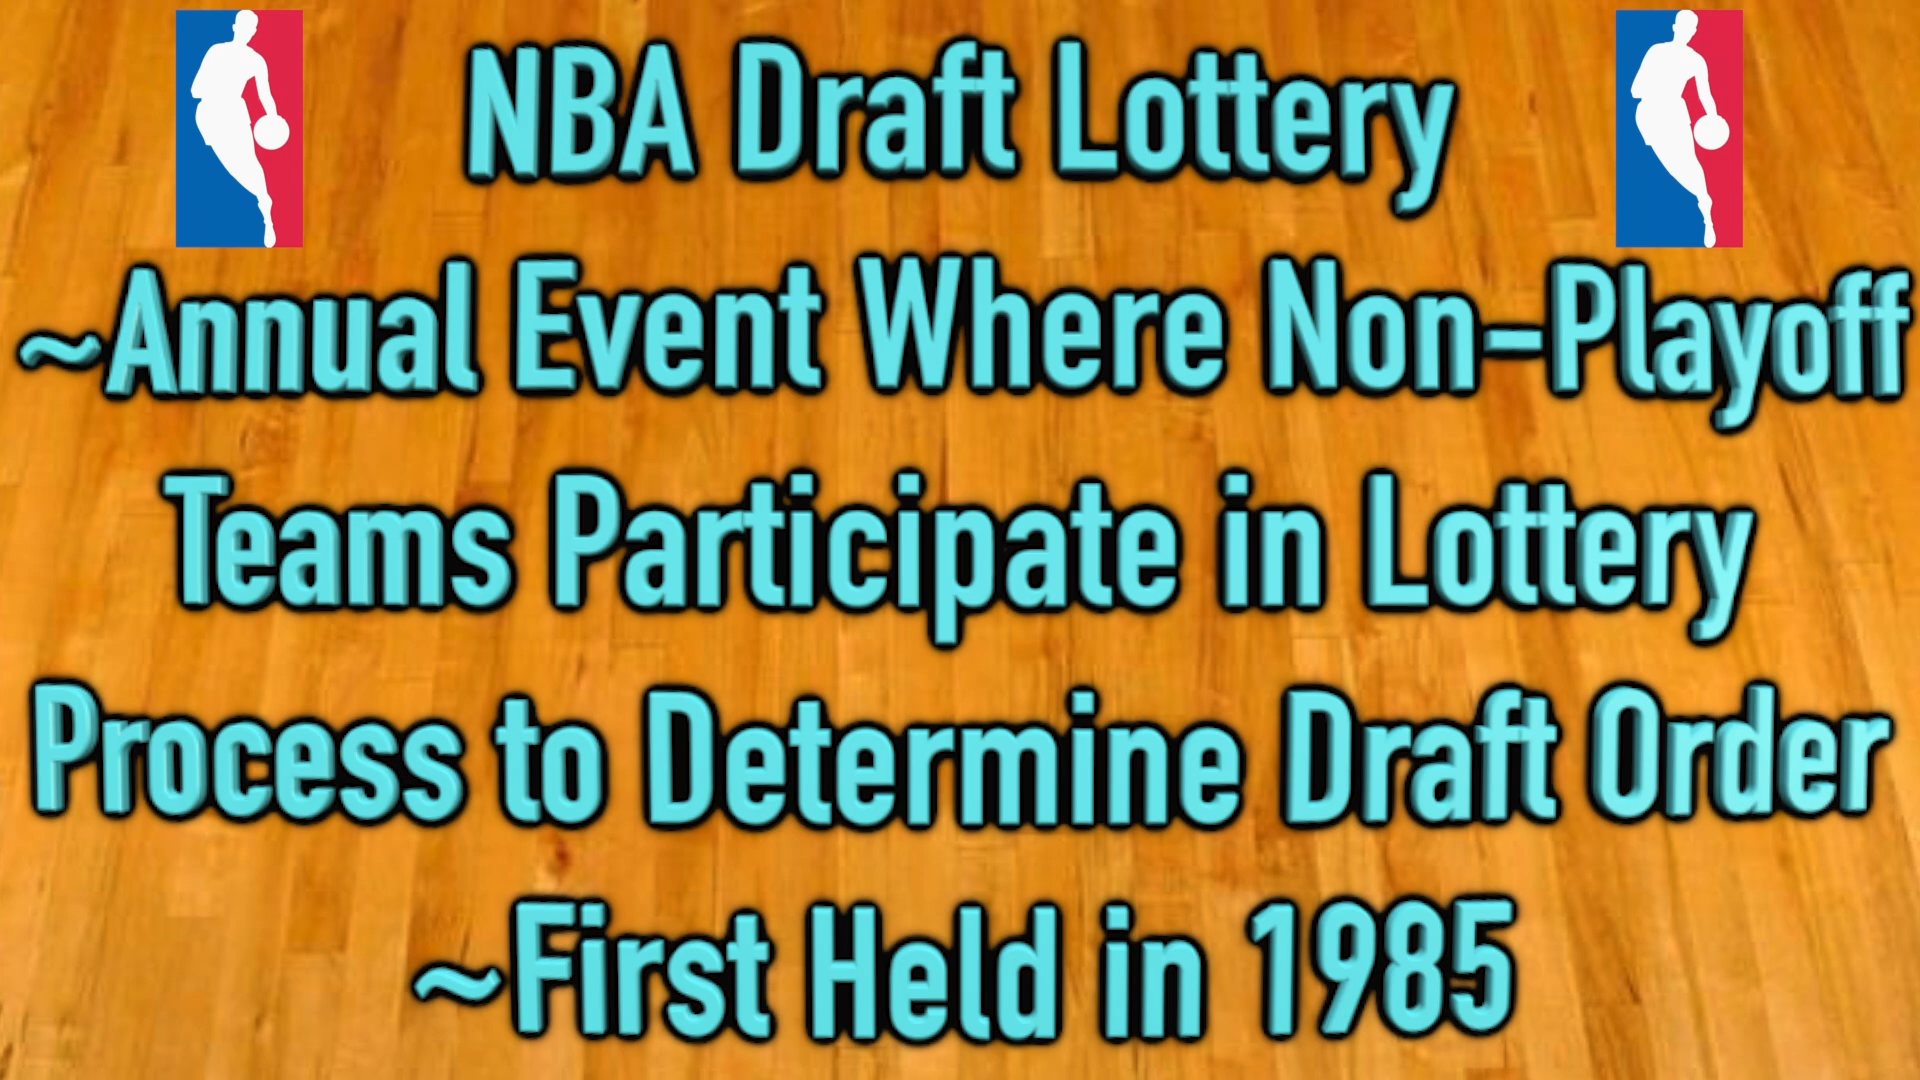 NBA Draft Lottery
~Annual Event Where Non-Playoff
Teams Participate in Lottery
Process to Determine Draft Order
~First Held in 1985